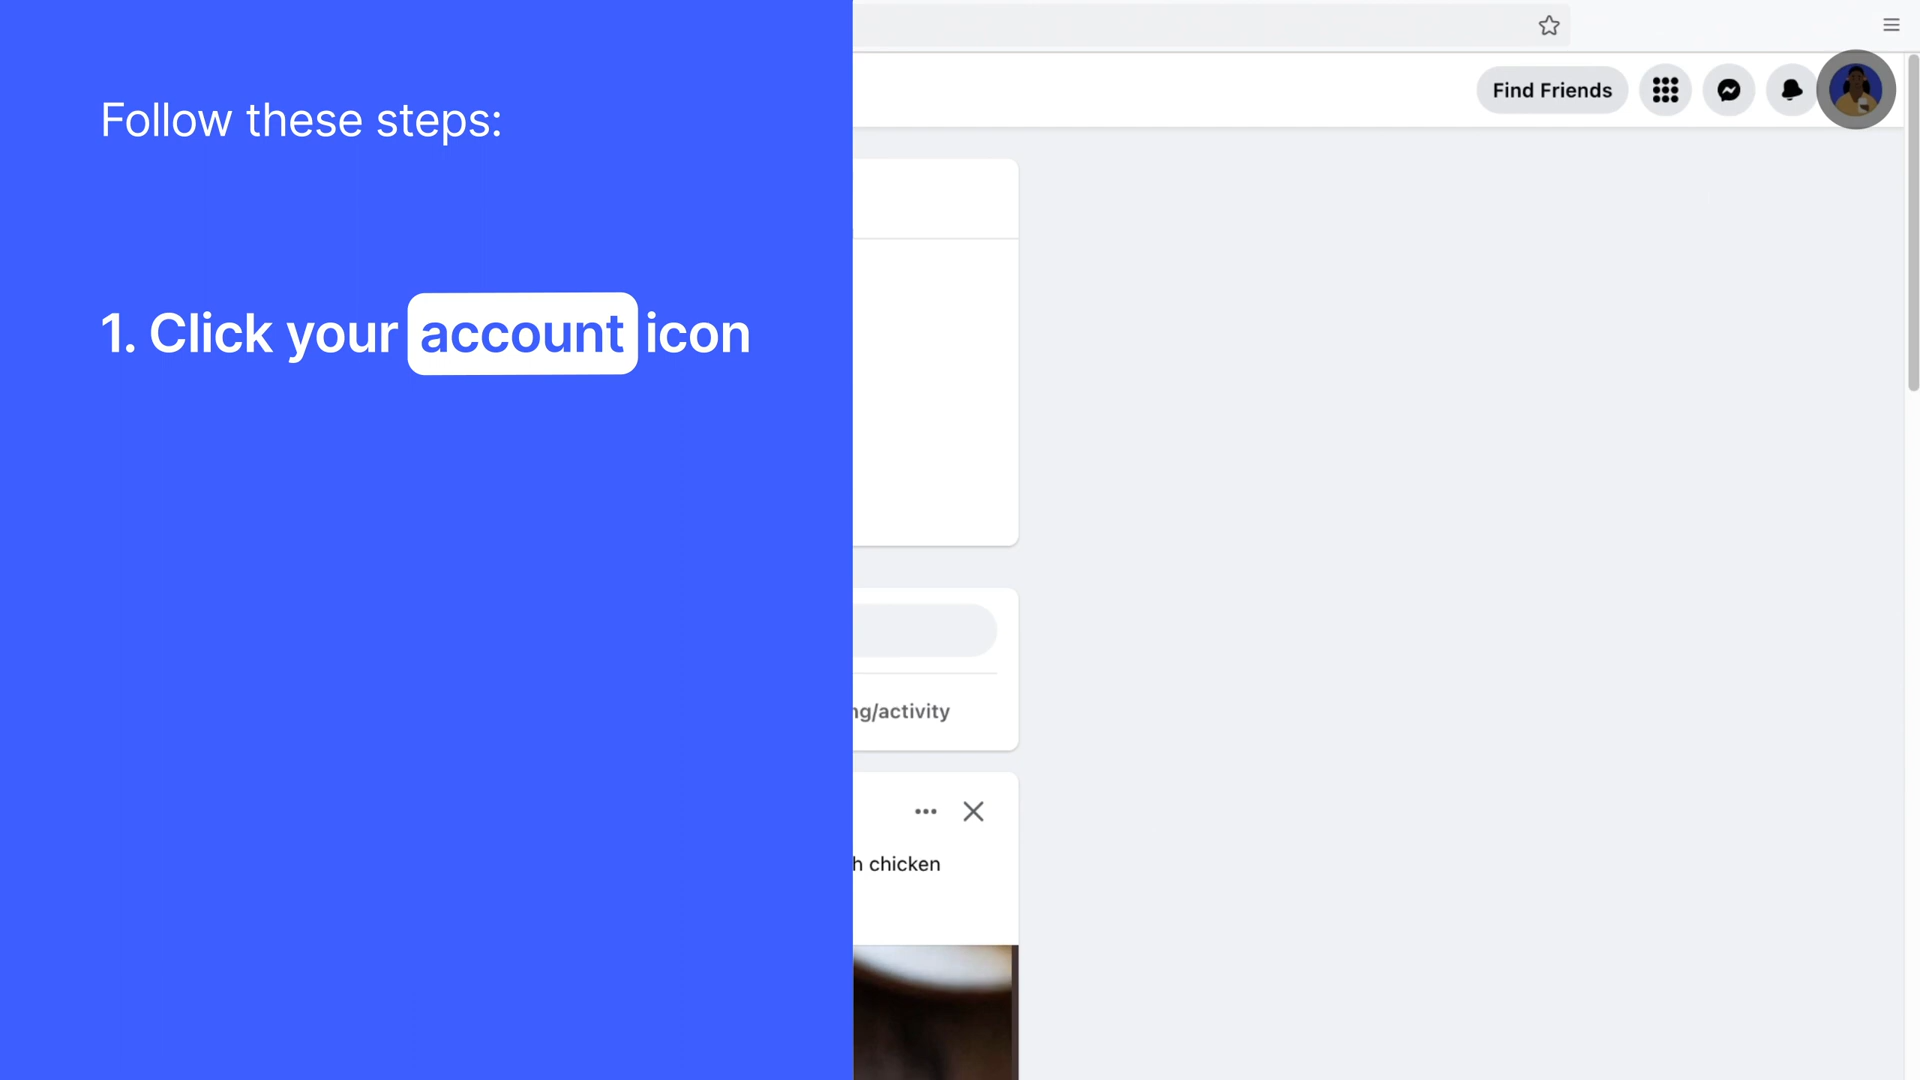 Follow these steps:
1. Click your account icon
Find Friends
ng/activity
h chicken